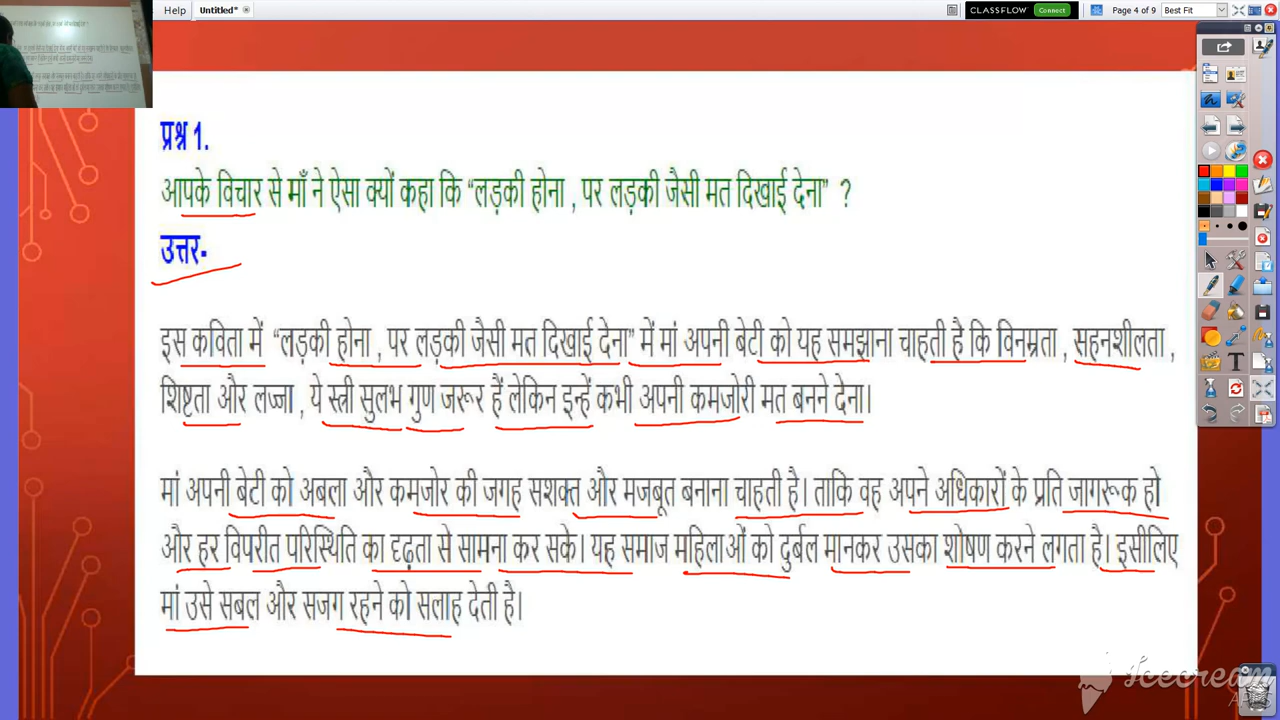 Help
Untitled*
CLASSFLOW Connect
Page 4 of 9
Best Fit
प्रश्न 1.
आपके विचार से माँ ने ऐसा क्यों कहा कि “लड़की होना , पर लड़की जैसी मत दिखाई देना” ?
उत्तर-
इस कविता में “लड़की होना , पर लड़की जैसी मत दिखाई देना” में मां अपनी बेटी को यह समझाना चाहती है कि विनम्रता , सहनशीलता ,
शिष्टता और लज्जा , ये स्त्री सुलभ गुण जरूर हैं लेकिन इन्हें कभी अपनी कमजोरी मत बनने देना।
मां अपनी बेटी को अबला और कमजोर की जगह सशक्त और मजबूत बनाना चाहती है। ताकि वह अपने अधिकारों के प्रति जागरूक हो
और हर विपरीत परिस्थिति का दृढ़ता से सामना कर सके। यह समाज महिलाओं को दुर्बल मानकर उसका शोषण करने लगता है। इसीलिए
मां उसे सबल और सजग रहने को सलाह देती है।
Icecream
APPS